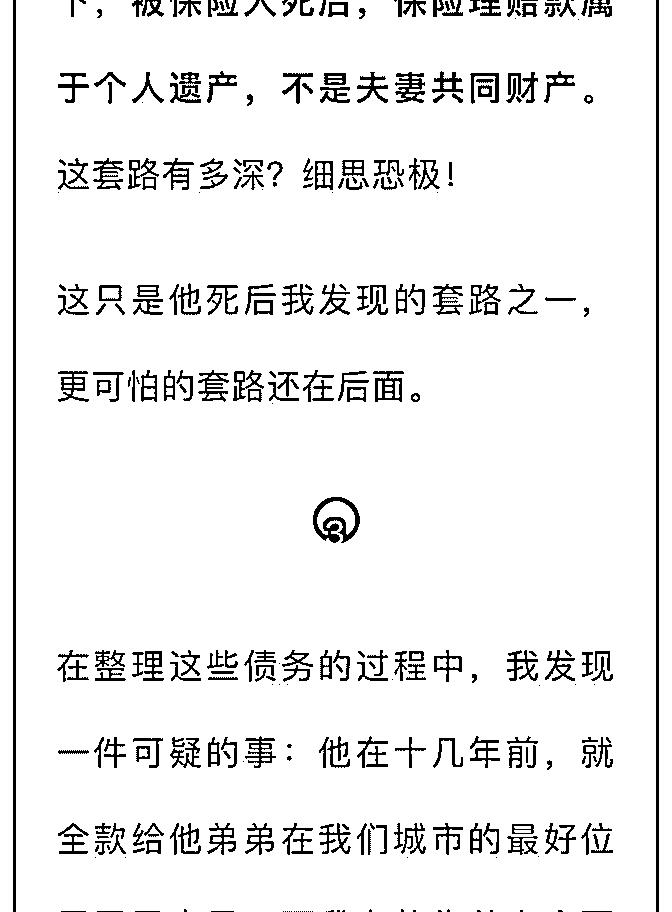 下，被保险人死后，保险理赔款属
于个人遗产，不是夫妻共同财产。
这套路有多深？细思恐极！
这只是他死后我发现的套路之一，
更可怕的套路还在后面。
3
在整理这些债务的过程中，我发现
一件可疑的事：他在十几年前，就
全款给他弟弟在我们城市的最好位